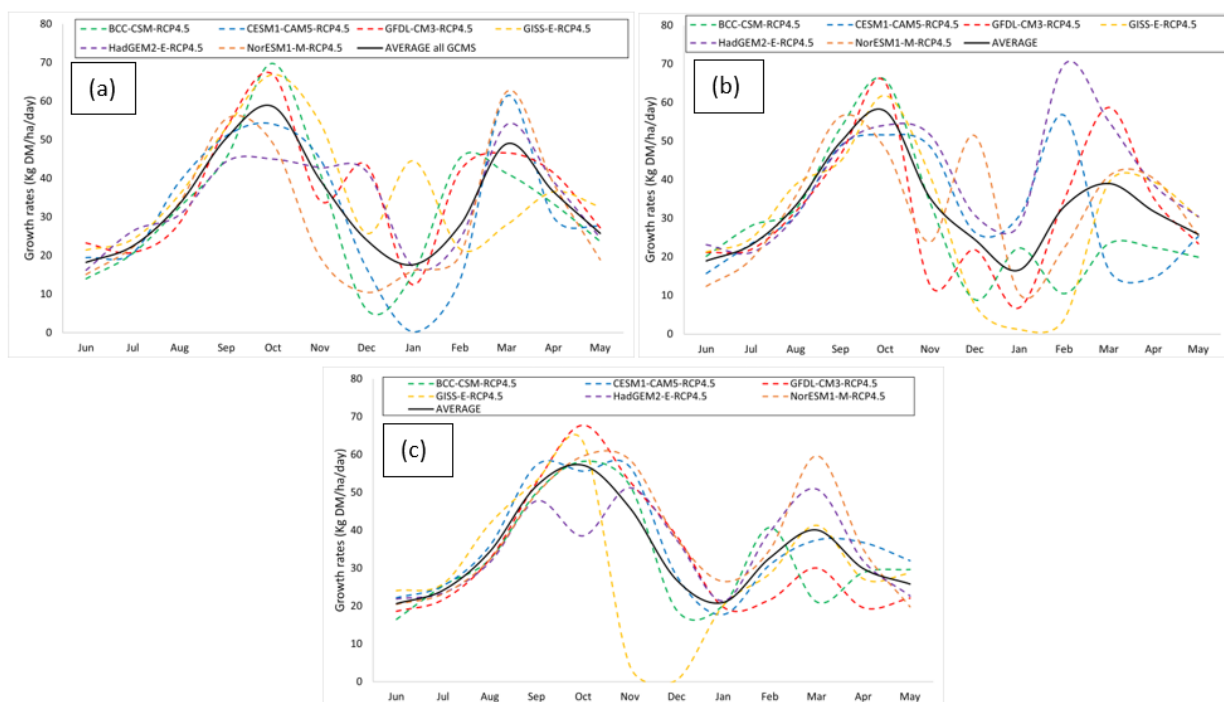 80
70
60
50
40
30
20
10
0
Growth rates (Kg DM/ha/day)
BCC-CSM-RCP4.5 CESM1-CAM5-RCP4.5 GFDL-CM3-RCP4.5 GISS-E-RCP4.5
HadGEM2-E-RCP4.5 NorESM1-M-RCP4.5 AVERAGE all GCMS
(a)
Jun Jul Aug Sep Oct Nov Dec Jan Feb Mar Apr May
80
70
60
50
40
30
20
10
0
Growth rates (Kg DM/ha/day)
BCC-CSM-RCP4.5 CESM1-CAM5-RCP4.5 GFDL-CM3-RCP4.5 GISS-E-RCP4.5
HadGEM2-E-RCP4.5 NorESM1-M-RCP4.5 AVERAGE
(b)
Jun Jul Aug Sep Oct Nov Dec Jan Feb Mar Apr May
80
70
60
50
40
30
20
10
0
Growth rates (Kg DM/ha/day)
BCC-CSM-RCP4.5 CESM1-CAM5-RCP4.5 GFDL-CM3-RCP4.5
GISS-E-RCP4.5 HadGEM2-E-RCP4.5 NorESM1-M-RCP4.5
AVERAGE
(c)
Jun Jul Aug Sep Oct Nov Dec Jan Feb Mar Apr May